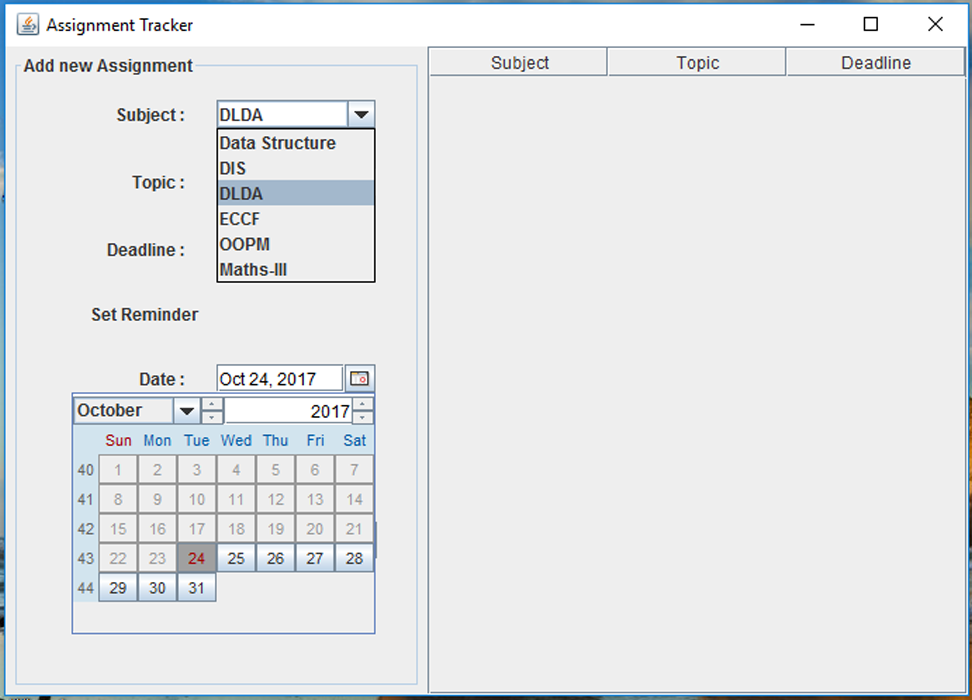 Assignment Tracker
Add new Assignment
Subject :
DLDA
Data Structure
DIS
DLDA
ECCF
OOPM
Maths-III
Topic :
Deadline :
Set Reminder
Date :
Oct 24, 2017
October 2017
Sun Mon Tue Wed Thu Fri Sat
40 1 2 3 4 5 6 7
41 8 9 10 11 12 13 14
42 15 16 17 18 19 20 21
43 22 23 24 25 26 27 28
44 29 30 31
Subject Topic Deadline